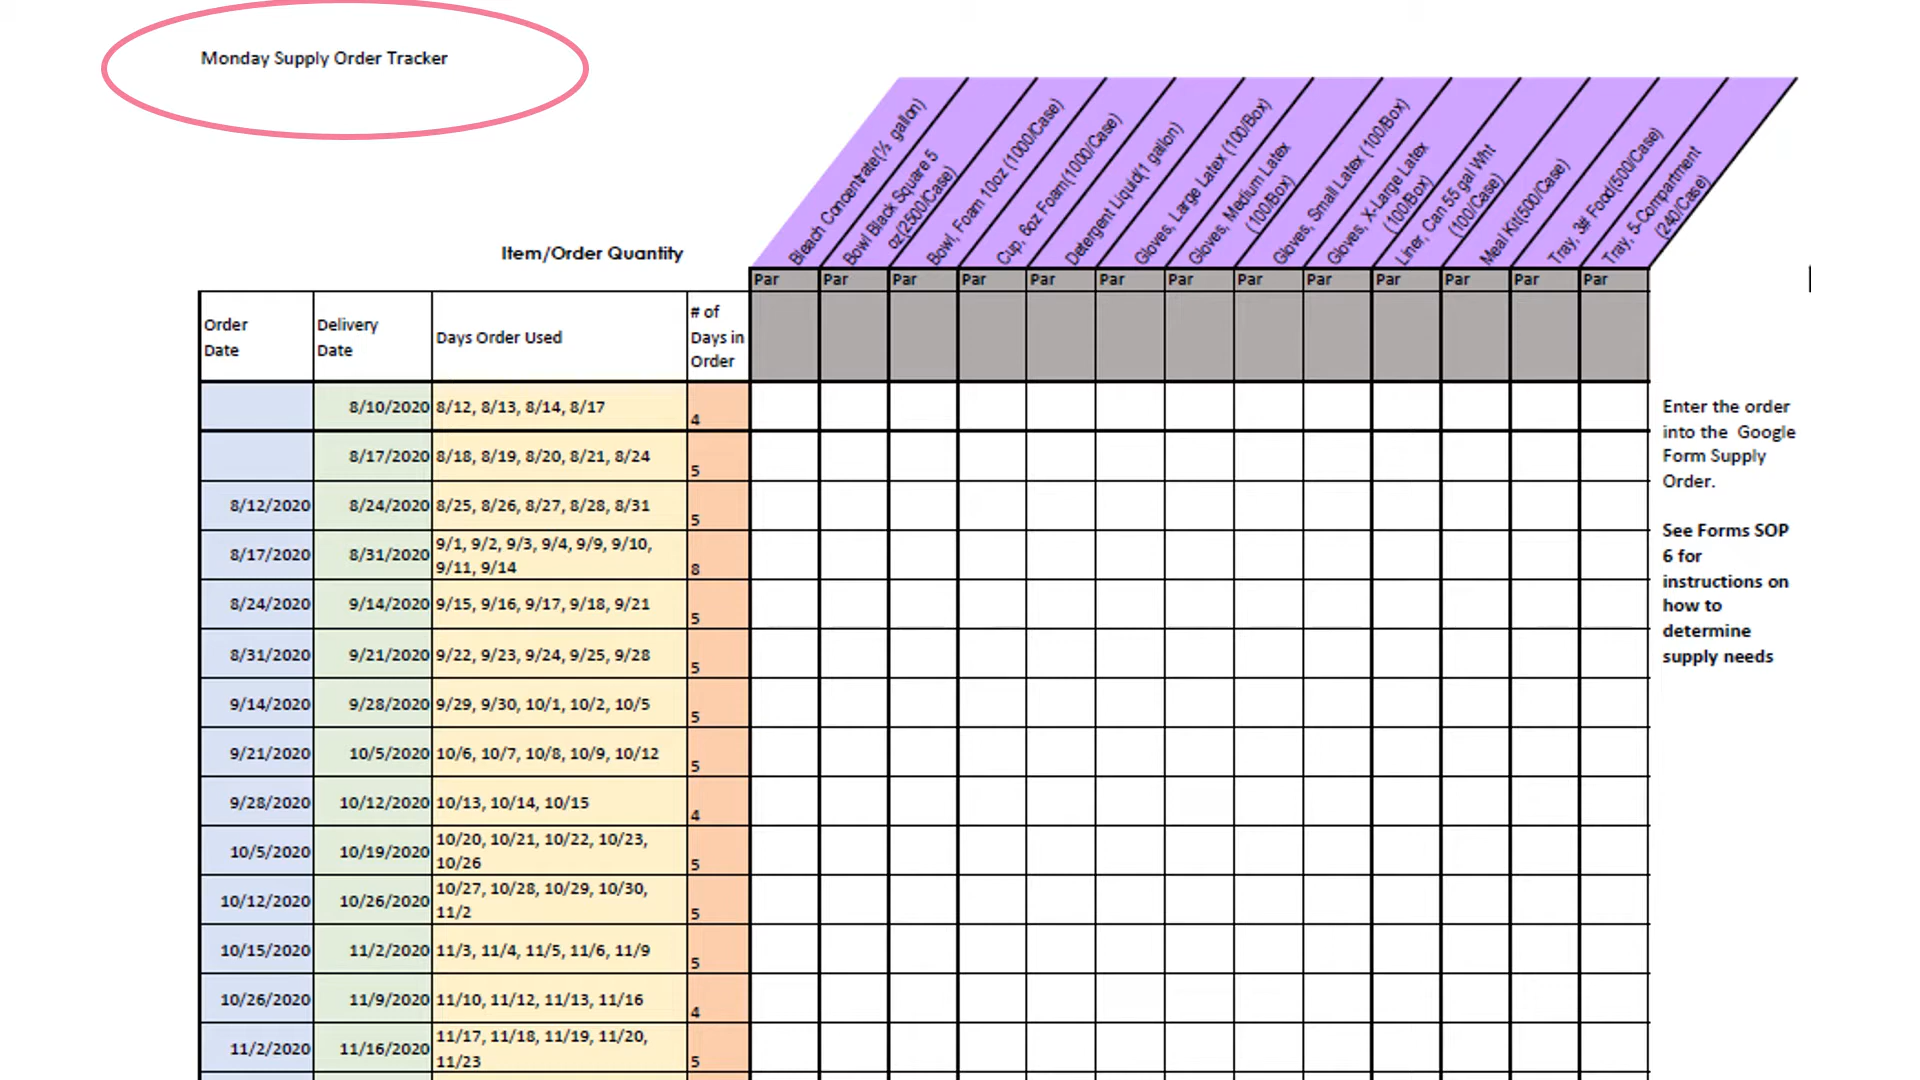 Monday Supply Order Tracker
Bleach Concentrate(½ gallon)
Bowl Black Square 5
oz(2500/Case)
Bowl, Foam 10oz (1000/Case)
Cup, 6oz Foam(1000/Case)
Detergent Liquid(1 gallon)
Gloves, Large Latex (100/Box)
Gloves, Medium Latex
(100/Box)
Gloves, Small Latex (100/Box)
Gloves, X-Large Latex
(100/Box)
Liner, Can 55 gal Wht
(100/Case)
Meal Kit(500/Case)
Tray, 3# Food(500/Case)
Tray, 5-Compartment
(240/Case)
Item/Order Quantity
Par Par Par Par Par Par Par Par Par Par Par Par Par
Order
Date
Delivery
Date
Days Order Used
# of
Days in
Order
8/10/2020 8/12, 8/13, 8/14, 8/17 4
8/17/2020 8/18, 8/19, 8/20, 8/21, 8/24 5
8/12/2020 8/24/2020 8/25, 8/26, 8/27, 8/28, 8/31 5
8/17/2020 8/31/2020 9/1, 9/2, 9/3, 9/4, 9/9, 9/10,
9/11, 9/14 8
8/24/2020 9/14/2020 9/15, 9/16, 9/17, 9/18, 9/21 5
8/31/2020 9/21/2020 9/22, 9/23, 9/24, 9/25, 9/28 5
9/14/2020 9/28/2020 9/29, 9/30, 10/1, 10/2, 10/5 5
9/21/2020 10/5/2020 10/6, 10/7, 10/8, 10/9, 10/12 5
9/28/2020 10/12/2020 10/13, 10/14, 10/15 4
10/5/2020 10/19/2020 10/20, 10/21, 10/22, 10/23,
10/26 5
10/12/2020 10/26/2020 10/27, 10/28, 10/29, 10/30,
11/2 5
10/15/2020 11/2/2020 11/3, 11/4, 11/5, 11/6, 11/9 5
10/26/2020 11/9/2020 11/10, 11/12, 11/13, 11/16 4
11/2/2020 11/16/2020 11/17, 11/18, 11/19, 11/20,
11/23 5
Enter the order
into the Google
Form Supply
Order.
See Forms SOP
6 for
instructions on
how to
determine
supply needs